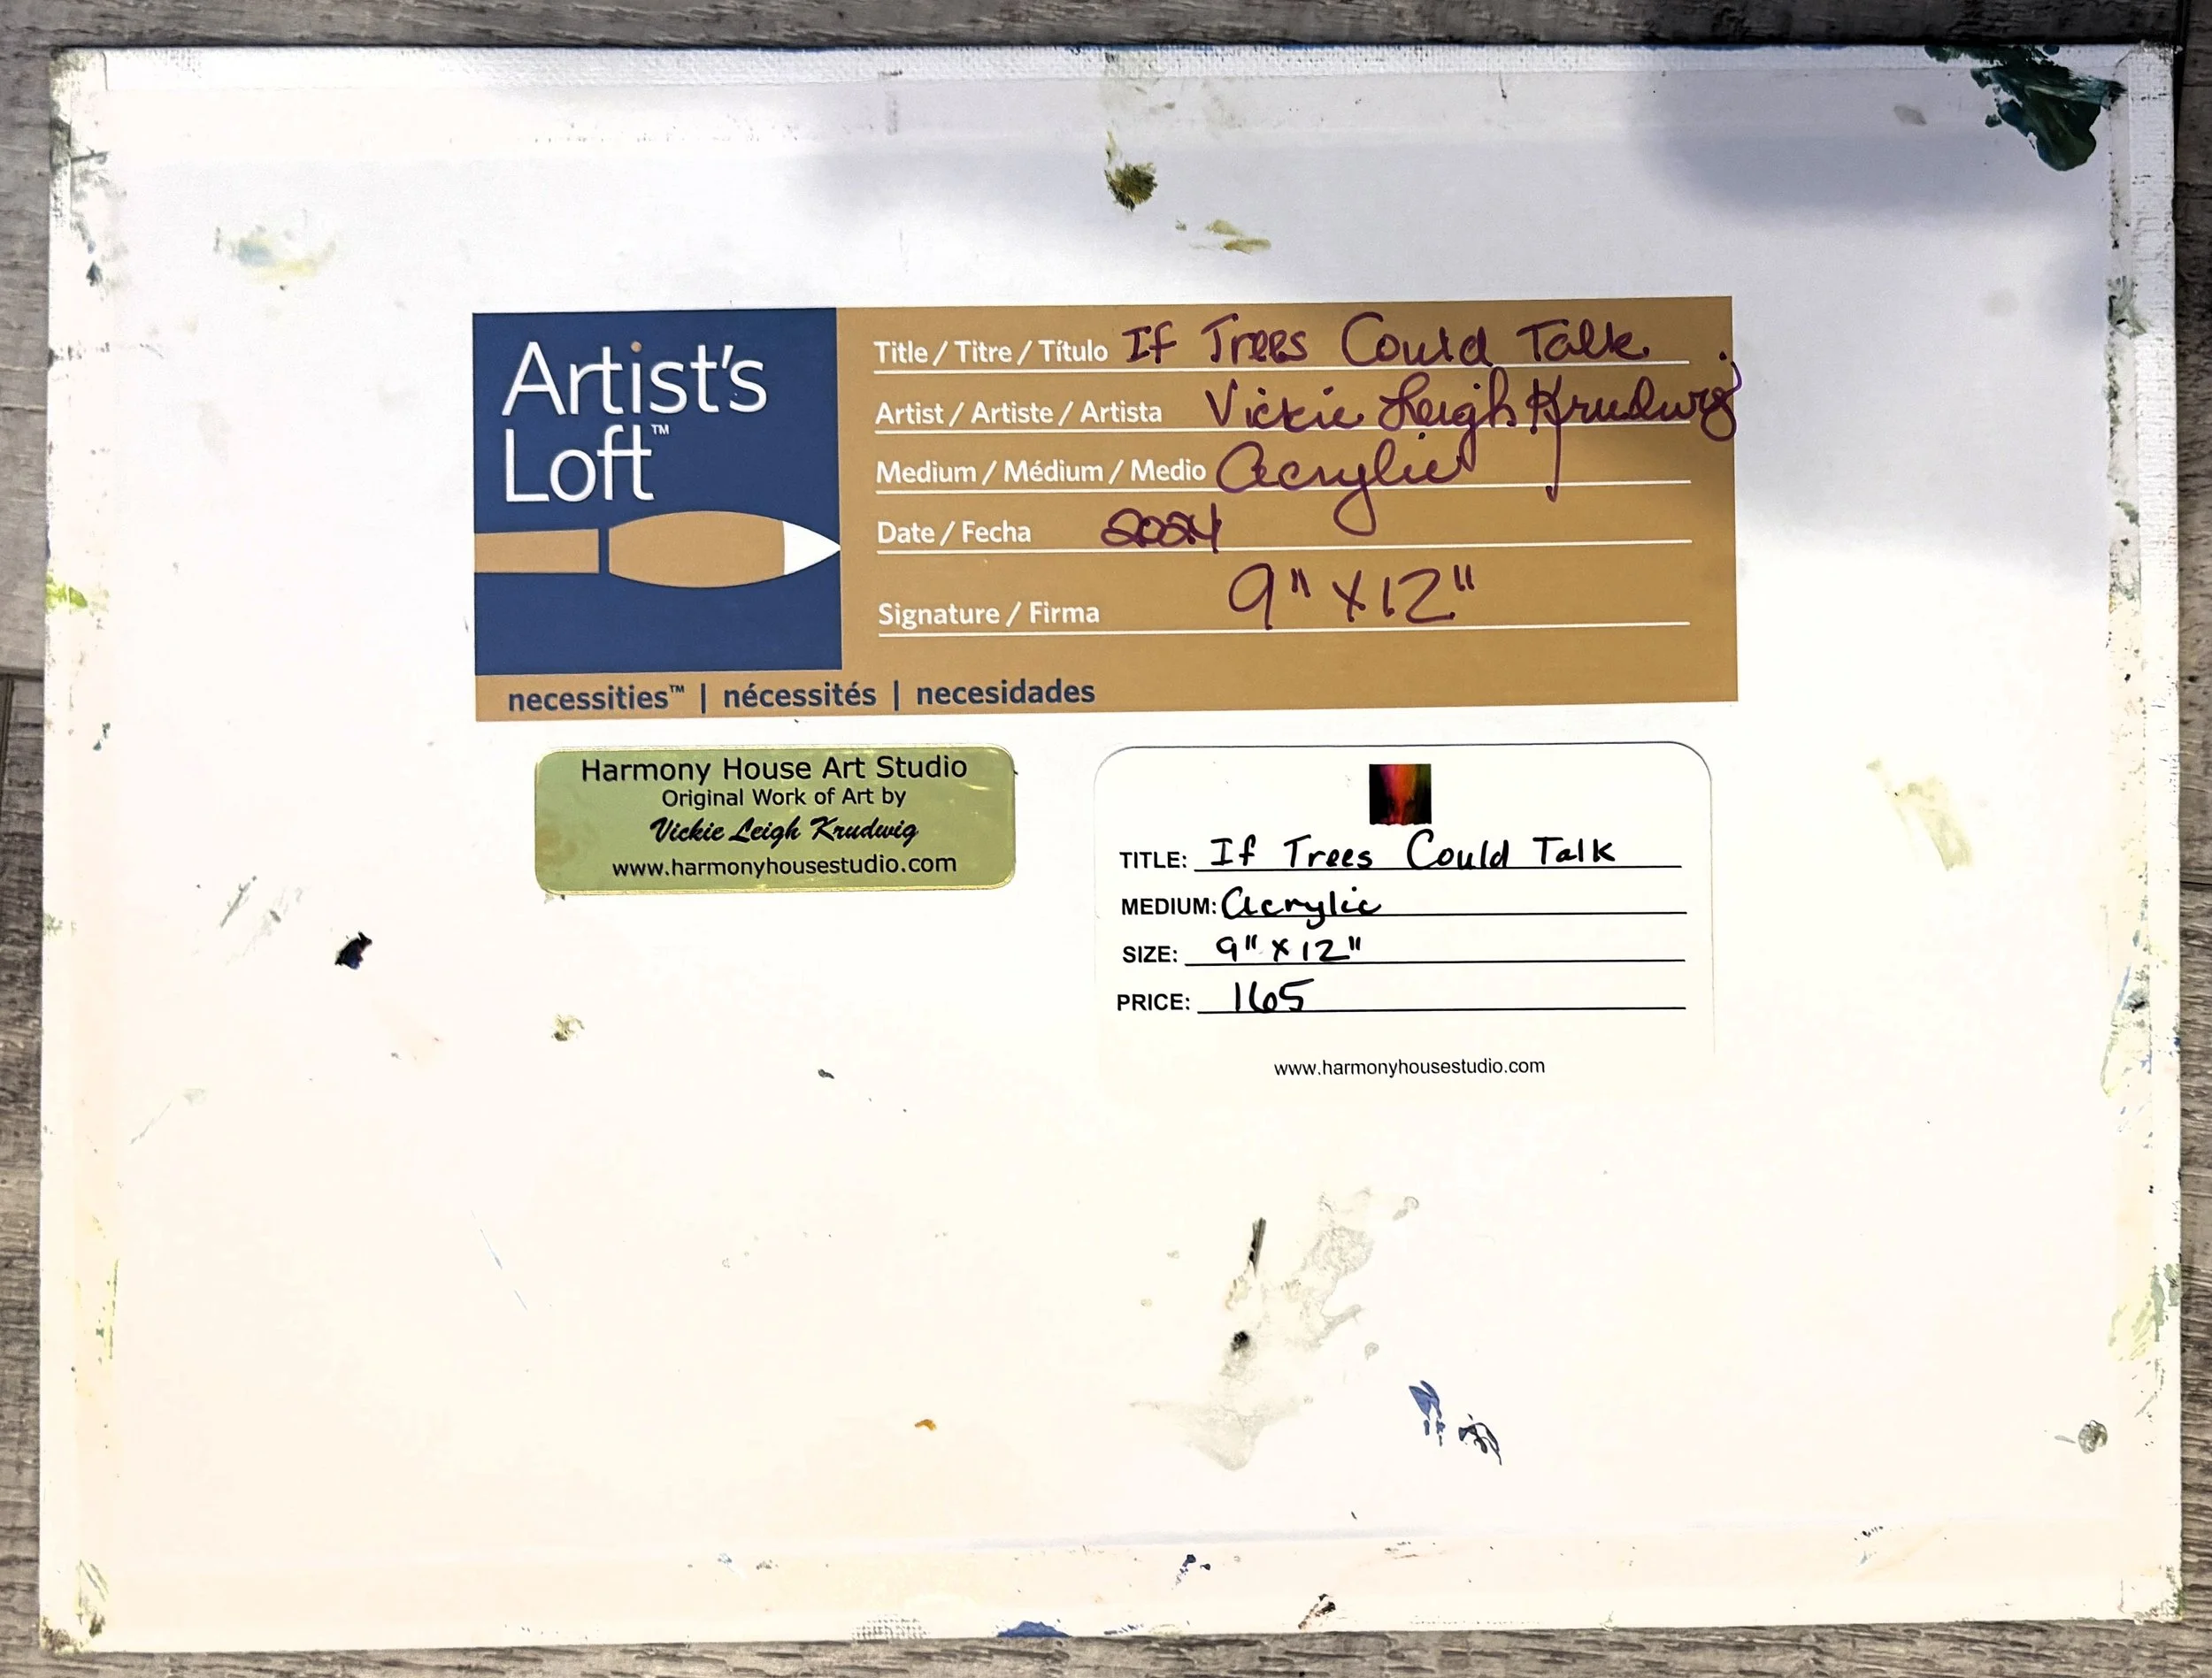 Artist's
Loft™
Title / Titre / Título If Trees Could Talk
Artist / Artiste / Artista Vickie Leigh Krudwig
Medium / Médium / Medio Acrylic
Date / Fecha 2024
Signature / Firma 9" X 12"
necessities™ | nécessités | necesidades
Harmony House Art Studio
Original Work of Art by
Vickie Leigh Krudwig
www.harmonyhousestudio.com
TITLE: If Trees Could Talk
MEDIUM: Acrylic
SIZE: 9" X 12"
PRICE: 165
www.harmonyhousestudio.com